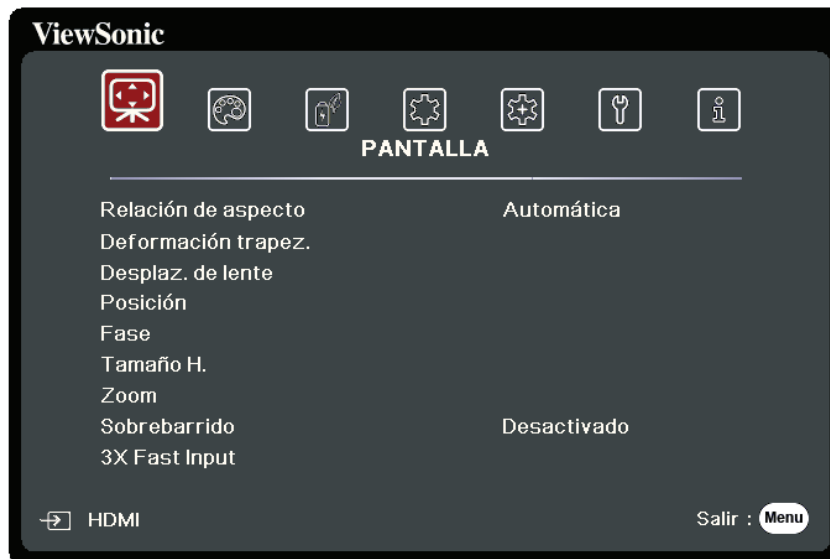 ViewSonic
PANTALLA
Relación de aspecto Automática
Deformación trapez.
Desplaz. de lente
Posición
Fase
Tamaño H.
Zoom
Sobrebarrido Desactivado
3X Fast Input
HDMI Salir : Menu